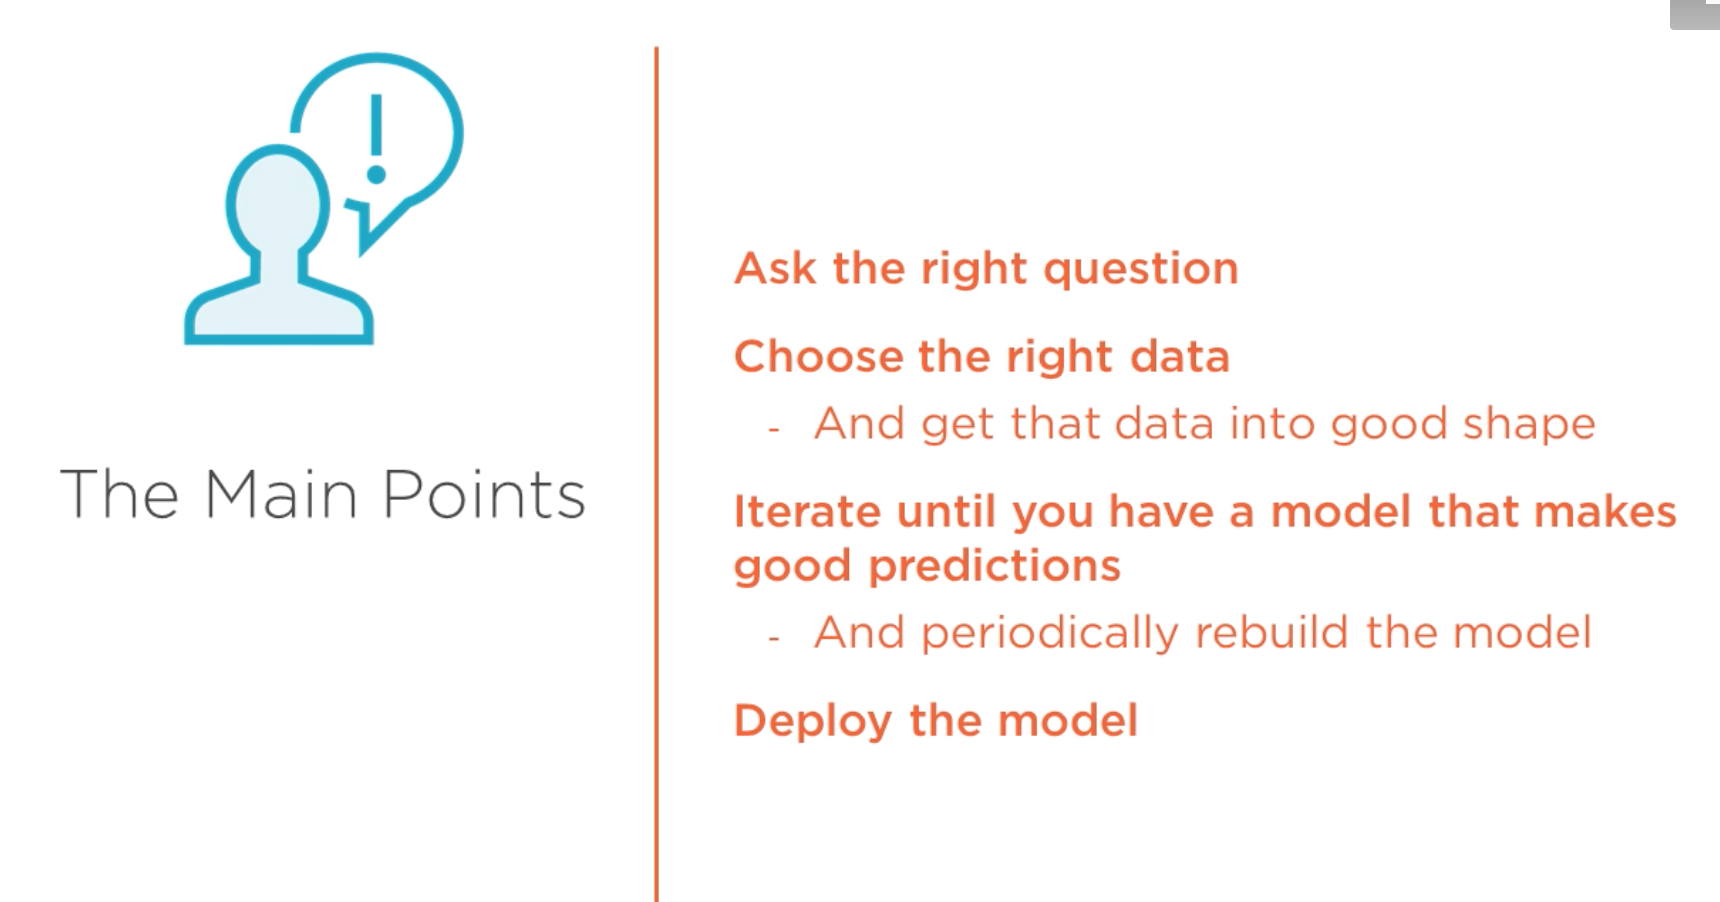 The Main Points
Ask the right question
Choose the right data
- And get that data into good shape
Iterate until you have a model that makes
good predictions
- And periodically rebuild the model
Deploy the model